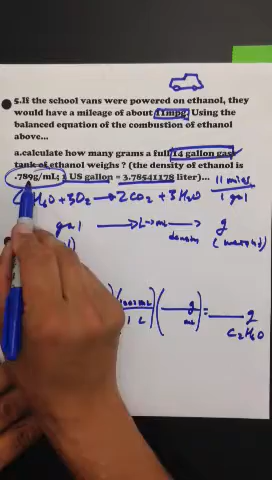 5.If the school vans were powered on ethanol, they
would have a mileage of about 11mpg. Using the
balanced equation of the combustion of ethanol
above...
a.calculate how many grams a full 14 gallon gas
tank of ethanol weighs ? (the density of ethanol is
.789g/mL; 1 US gallon = 3.78541178 liter)...
H₆O + 3O₂ → 2CO₂ + 3H₂O 11 miles
1 gal
gal → L → mL → g
density
mL g = g
1 L mL C₂H₆O